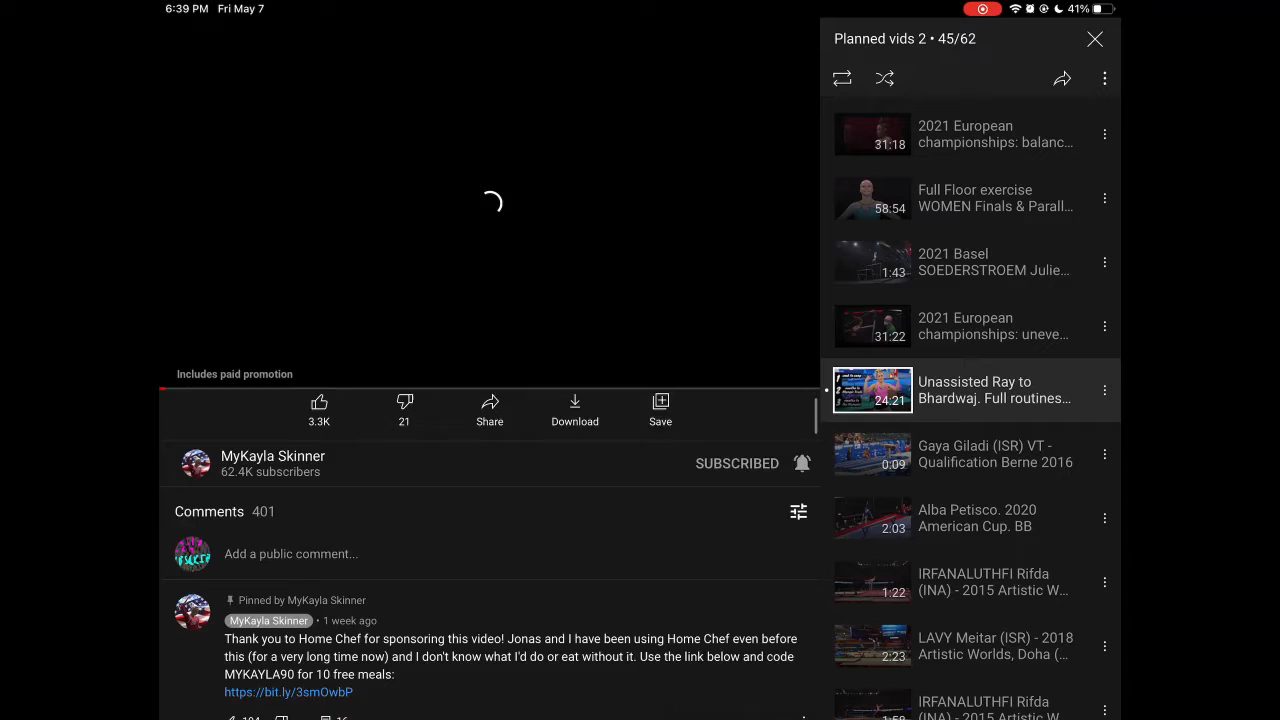 6:39 PM Fri May 7
41%
Planned vids 2 • 45/62
31:18
2021 European
championships: balanc...
58:54
Full Floor exercise
WOMEN Finals & Parall...
1:43
2021 Basel
SOEDERSTROEM Julie...
31:22
2021 European
championships: uneve...
24:21
Unassisted Ray to
Bhardwaj. Full routines...
0:09
Gaya Giladi (ISR) VT -
Qualification Berne 2016
2:03
Alba Petisco. 2020
American Cup. BB
1:22
IRFANALUTHFI Rifda
(INA) - 2015 Artistic W...
2:23
LAVY Meitar (ISR) - 2018
Artistic Worlds, Doha (...
IRFANALUTHFI Rifda
(INA) - 2015 Artistic W...
Includes paid promotion
3.3K
21
Share
Download
Save
MyKayla Skinner
62.4K subscribers
SUBSCRIBED
Comments 401
Add a public comment...
Pinned by MyKayla Skinner
MyKayla Skinner • 1 week ago
Thank you to Home Chef for sponsoring this video! Jonas and I have been using Home Chef even before
this (for a very long time now) and I don't know what I'd do or eat without it. Use the link below and code
MYKAYLA90 for 10 free meals:
https://bit.ly/3smOwbP